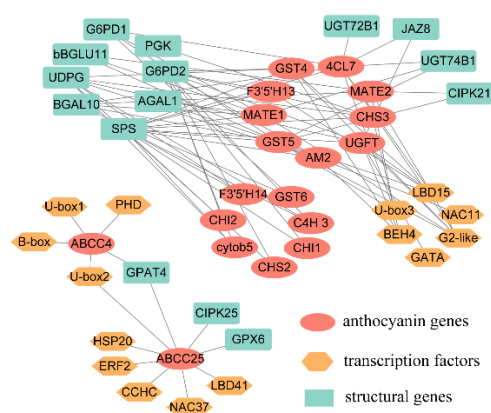 G6PD1
UGT72B1
JAZ8
PGK
bBGLU11
GST4
4CL7
UGT74B1
UDPG
G6PD2
F3'5'H13
MATE2
CIPK21
BGAL10
AGAL1
MATE1
CHS3
SPS
GST5
UGFT
AM2
LBD15
F3'5'H14
GST6
U-box3
NAC11
U-box1
PHD
CHI2
C4H 3
BEH4
G2-like
B-box
ABCC4
cytob5
CHI1
GATA
U-box2
GPAT4
CHS2
CIPK25
HSP20
GPX6
anthocyanin genes
ERF2
ABCC25
transcription factors
CCHC
LBD41
NAC37
structural genes